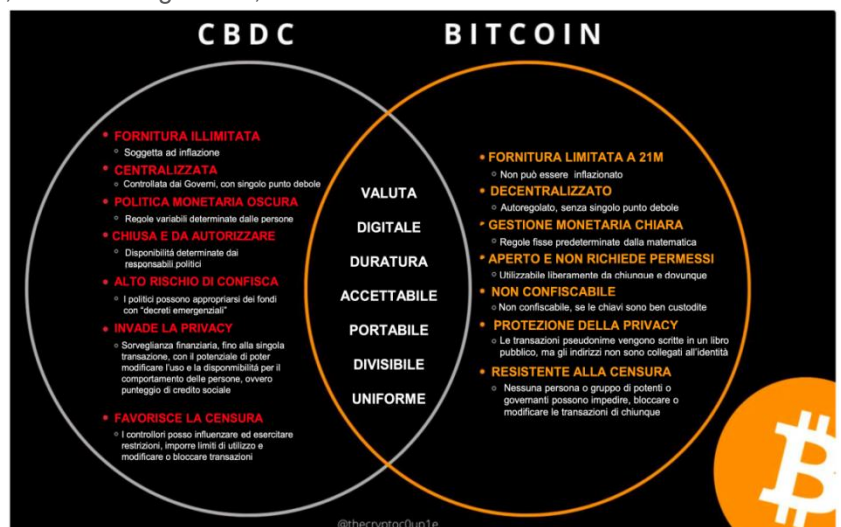 CBDC
BITCOIN
• FORNITURA ILLIMITATA
○ Soggetta ad inflazione
• CENTRALIZZATA
○ Controllata dai Governi, con singolo punto debole
• POLITICA MONETARIA OSCURA
○ Regole variabili determinate dalle persone
• CHIUSA E DA AUTORIZZARE
○ Disponibilitá determinate dai
responsabili politici
• ALTO RISCHIO DI CONFISCA
○ I politici possono appropriarsi dei fondi
con “decreti emergenziali”
• INVADE LA PRIVACY
○ Sorveglianza finanziaria, fino alla singola
transazione, con il potenziale di poter
modificare l'uso e la disponmibilità per il
comportamento delle persone, ovvero
punteggio di credito sociale
• FAVORISCE LA CENSURA
○ I controllori posso influenzare ed esercitare
restrizioni, imporre limiti di utilizzo e
modificare o bloccare transazioni
VALUTA
DIGITALE
DURATURA
ACCETTABILE
PORTABILE
DIVISIBILE
UNIFORME
• FORNITURA LIMITATA A 21M
○ Non può essere inflazionato
• DECENTRALIZZATO
○ Autoregolato, senza singolo punto debole
• GESTIONE MONETARIA CHIARA
○ Regole fisse predeterminate dalla matematica
• APERTO E NON RICHIEDE PERMESSI
○ Utilizzabile liberamente da chiunque e dovunque
• NON CONFISCABILE
○ Non confiscabile, se le chiavi sono ben custodite
• PROTEZIONE DELLA PRIVACY
○ Le transazioni pseudonime vengono scritte in un libro
pubblico, ma gli indirizzi non sono collegati all'identità
• RESISTENTE ALLA CENSURA
○ Nessuna persona o gruppo di potenti o
governanti possono impedire, bloccare o
modificare le transazioni di chiunque
@thecryptoc0up1e